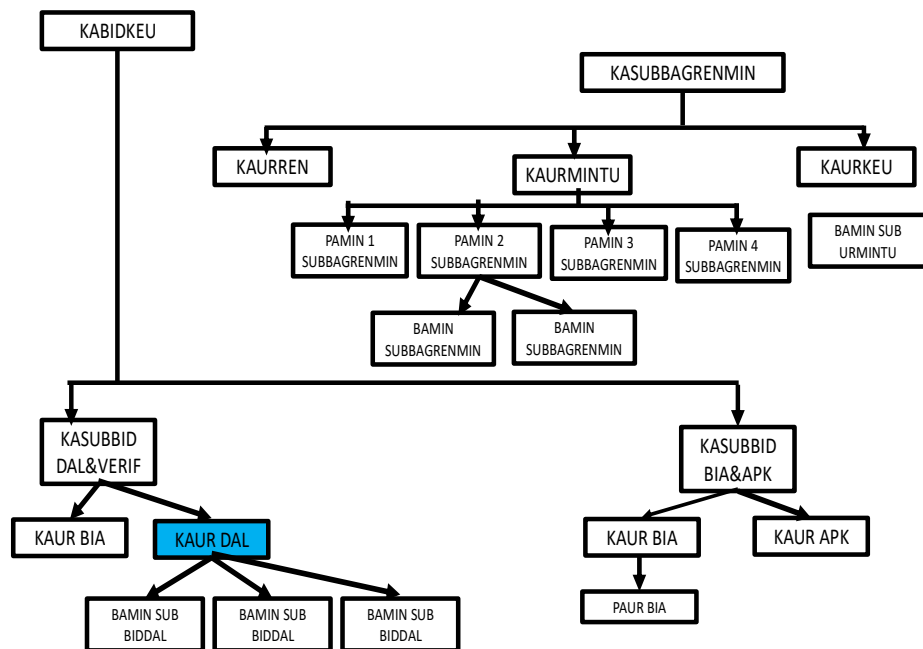 KABIDKEU
KASUBBAGRENMIN
KAURREN
KAURMINTU
KAURKEU
PAMIN 1
SUBBAGRENMIN
PAMIN 2
SUBBAGRENMIN
PAMIN 3
SUBBAGRENMIN
PAMIN 4
SUBBAGRENMIN
BAMIN SUB
URMINTU
BAMIN
SUBBAGRENMIN
BAMIN
SUBBAGRENMIN
KASUBBID
DAL&VERIF
KASUBBID
BIA&APK
KAUR BIA
KAUR DAL
KAUR BIA
KAUR APK
BAMIN SUB
BIDDAL
BAMIN SUB
BIDDAL
BAMIN SUB
BIDDAL
PAUR BIA